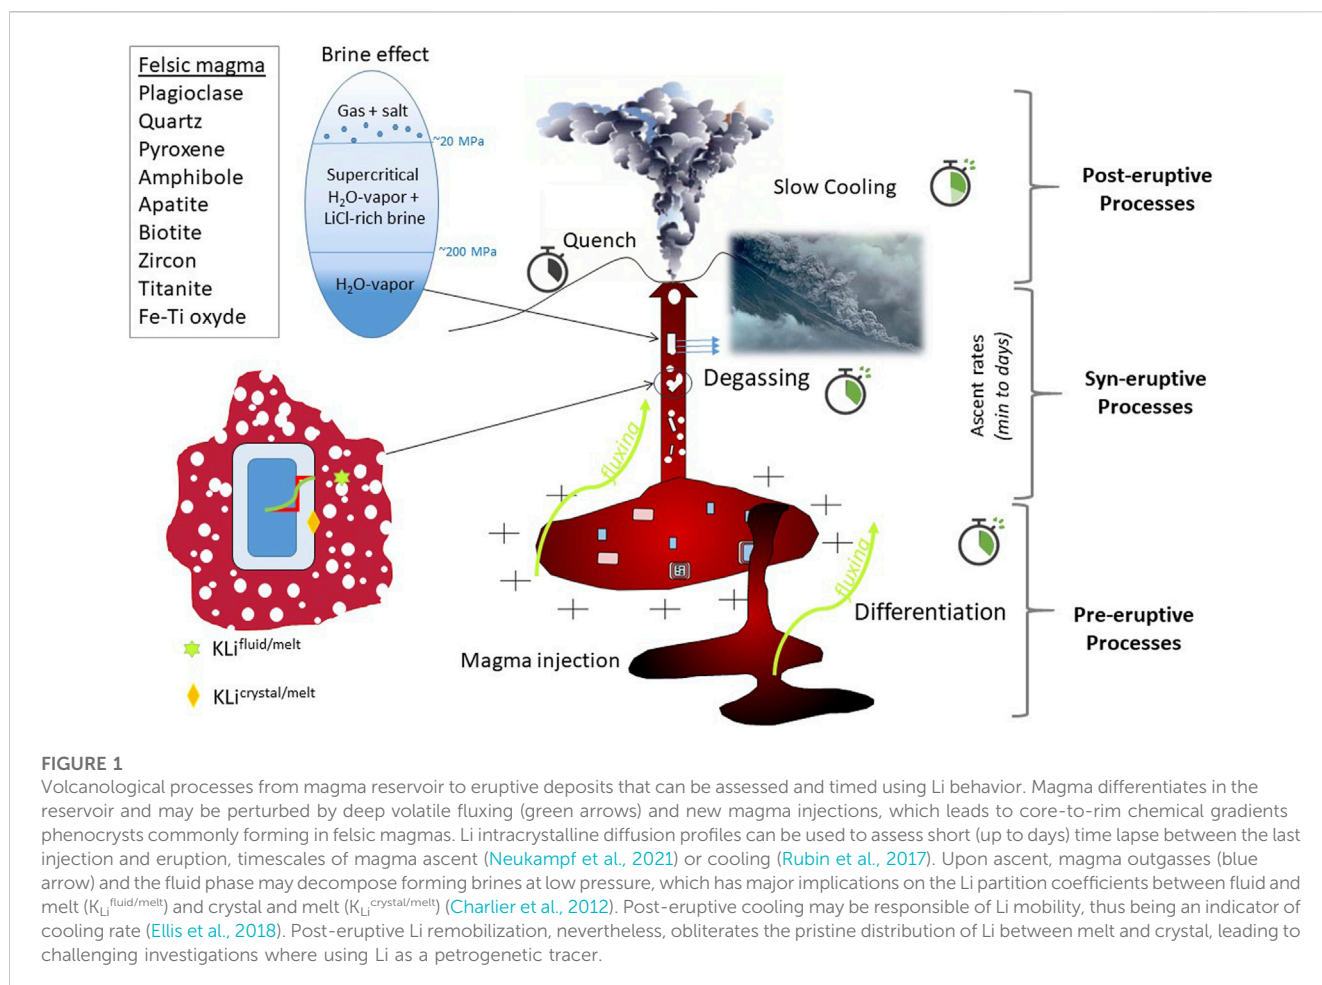 Felsic magma
Plagioclase
Quartz
Pyroxene
Amphibole
Apatite
Biotite
Zircon
Titanite
Fe-Ti oxyde
Brine effect
Gas + salt
~20 MPa
Supercritical
H₂O-vapor +
LiCl-rich brine
~200 MPa
H₂O-vapor
Quench
Slow Cooling
Degassing
fluxing
fluxing
Differentiation
Magma injection
Post-eruptive
Processes
Ascent rates
(min to days)
Syn-eruptive
Processes
Pre-eruptive
Processes
KLi^fluid/melt
KLi^crystal/melt
FIGURE 1
Volcanological processes from magma reservoir to eruptive deposits that can be assessed and timed using Li behavior. Magma differentiates in the
reservoir and may be perturbed by deep volatile fluxing (green arrows) and new magma injections, which leads to core-to-rim chemical gradients
phenocrysts commonly forming in felsic magmas. Li intracrystalline diffusion profiles can be used to assess short (up to days) time lapse between the last
injection and eruption, timescales of magma ascent (Neukampf et al., 2021) or cooling (Rubin et al., 2017). Upon ascent, magma outgasses (blue
arrow) and the fluid phase may decompose forming brines at low pressure, which has major implications on the Li partition coefficients between fluid and
melt (K_Li^fluid/melt) and crystal and melt (K_Li^crystal/melt) (Charlier et al., 2012). Post-eruptive cooling may be responsible of Li mobility, thus being an indicator of
cooling rate (Ellis et al., 2018). Post-eruptive Li remobilization, nevertheless, obliterates the pristine distribution of Li between melt and crystal, leading to
challenging investigations where using Li as a petrogenetic tracer.